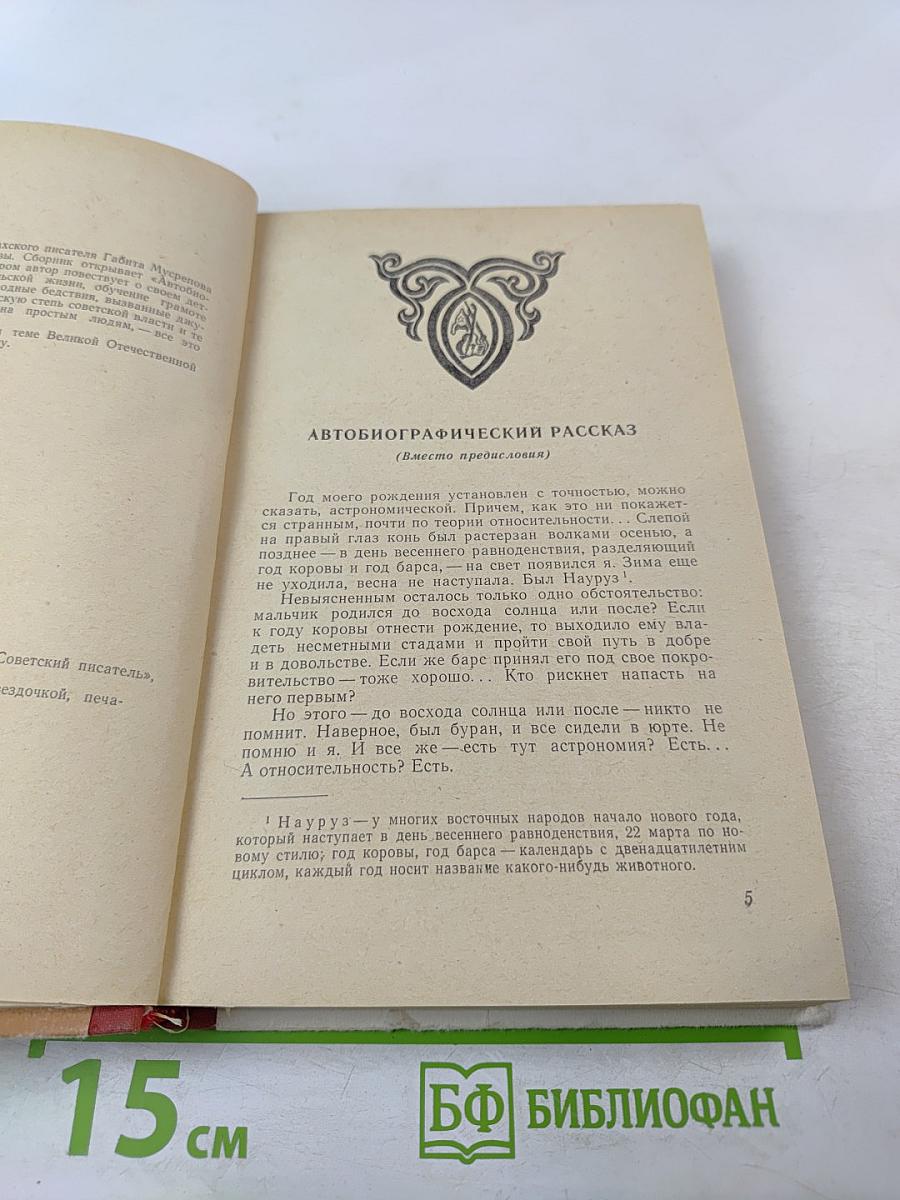 ахского писателя Габита Мусрепова
вы. Сборник открывает «Автобио-
ром автор повествует о своем дет-
льской жизни, обучение грамоте
одные бедствия, вызванные джу-
скую степь советской власти и те
на простым людям, — все это
теме Великой Отечественной
у.
Советский писатель»,
ездочкой, печа-
АВТОБИОГРАФИЧЕСКИЙ РАССКАЗ
(Вместо предисловия)
Год моего рождения установлен с точностью, можно
сказать, астрономической. Причем, как это ни покажет-
ся странным, почти по теории относительности... Слепой
на правый глаз конь был растерзан волками осенью, а
позднее — в день весеннего равноденствия, разделяющий
год коровы и год барса, — на свет появился я. Зима еще
не уходила, весна не наступала. Был Науруз¹.
Невыясненным осталось только одно обстоятельство:
мальчик родился до восхода солнца или после? Если
к году коровы отнести рождение, то выходило ему вла-
деть несметными стадами и пройти свой путь в добре
и в довольстве. Если же барс принял его под свое покро-
вительство — тоже хорошо... Кто рискнет напасть на
него первым?
Но этого — до восхода солнца или после — никто не
помнит. Наверное, был буран, и все сидели в юрте. Не
помню и я. И все же — есть тут астрономия? Есть...
А относительность? Есть.
¹ Науруз — у многих восточных народов начало нового года,
который наступает в день весеннего равноденствия, 22 марта по но-
вому стилю; год коровы, год барса — календарь с двенадцатилетним
циклом, каждый год носит название какого-нибудь животного.
5
15 см
БФ БИБЛИОФАН